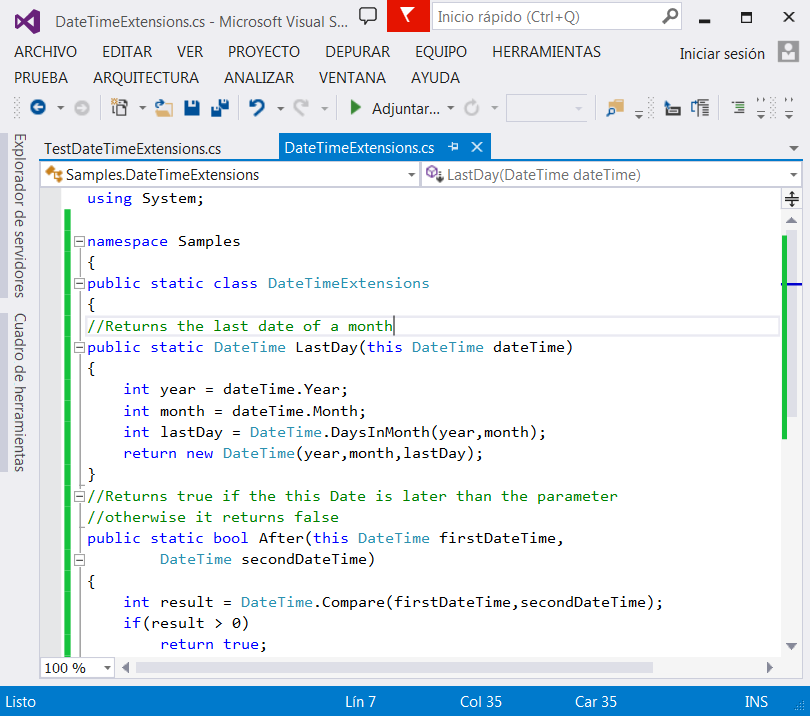 DateTimeExtensions.cs - Microsoft Visual S...
Inicio rápido (Ctrl+Q)
ARCHIVO EDITAR VER PROYECTO DEPURAR EQUIPO HERRAMIENTAS
Iniciar sesión
PRUEBA ARQUITECTURA ANALIZAR VENTANA AYUDA
Adjuntar...
Explorador de servidores
Cuadro de herramientas
TestDateTimeExtensions.cs DateTimeExtensions.cs
Samples.DateTimeExtensions LastDay(DateTime dateTime)
using System;
namespace Samples
{
public static class DateTimeExtensions
{
//Returns the last date of a month
public static DateTime LastDay(this DateTime dateTime)
{
int year = dateTime.Year;
int month = dateTime.Month;
int lastDay = DateTime.DaysInMonth(year,month);
return new DateTime(year,month,lastDay);
}
//Returns true if the this Date is later than the parameter
//otherwise it returns false
public static bool After(this DateTime firstDateTime,
DateTime secondDateTime)
{
int result = DateTime.Compare(firstDateTime,secondDateTime);
if(result > 0)
return true;
100 %
Listo Lín 7 Col 35 Car 35 INS